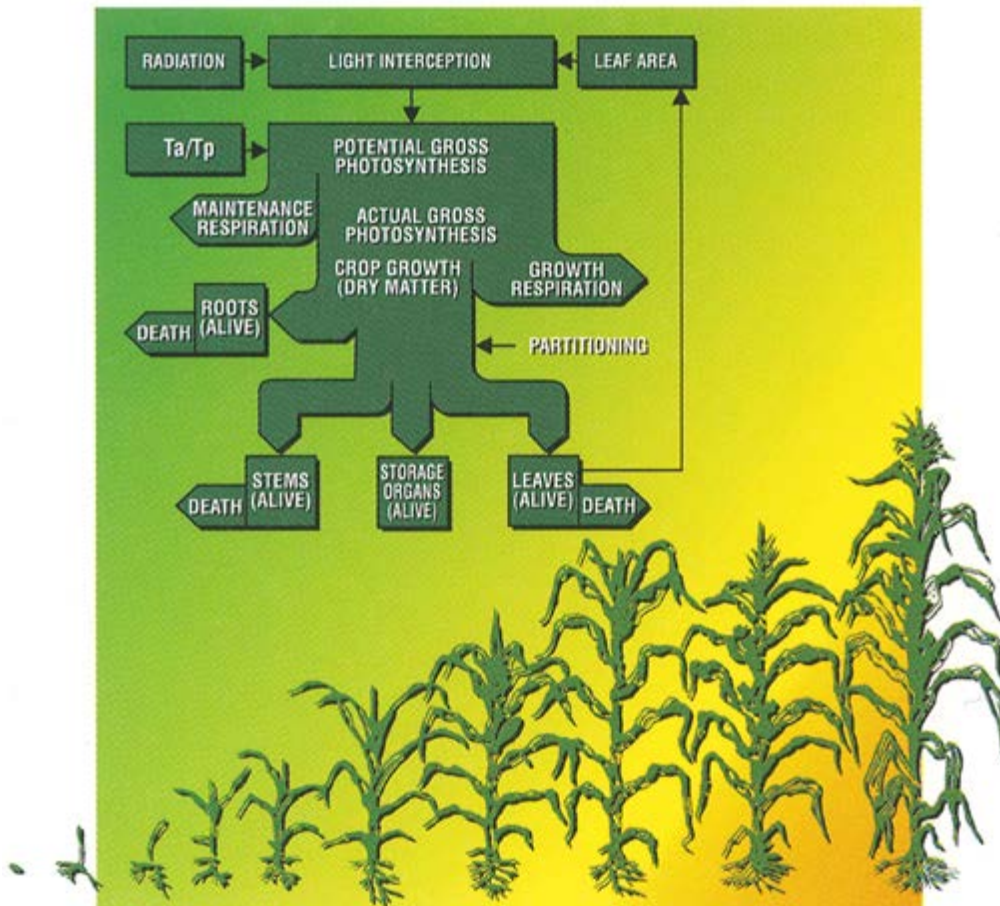 RADIATION
LIGHT INTERCEPTION
LEAF AREA
Ta/Tp
POTENTIAL GROSS
PHOTOSYNTHESIS
MAINTENANCE
RESPIRATION
ACTUAL GROSS
PHOTOSYNTHESIS
CROP GROWTH
(DRY MATTER)
GROWTH
RESPIRATION
DEATH
ROOTS
(ALIVE)
PARTITIONING
DEATH
STEMS
(ALIVE)
STORAGE
ORGANS
(ALIVE)
LEAVES
(ALIVE)
DEATH